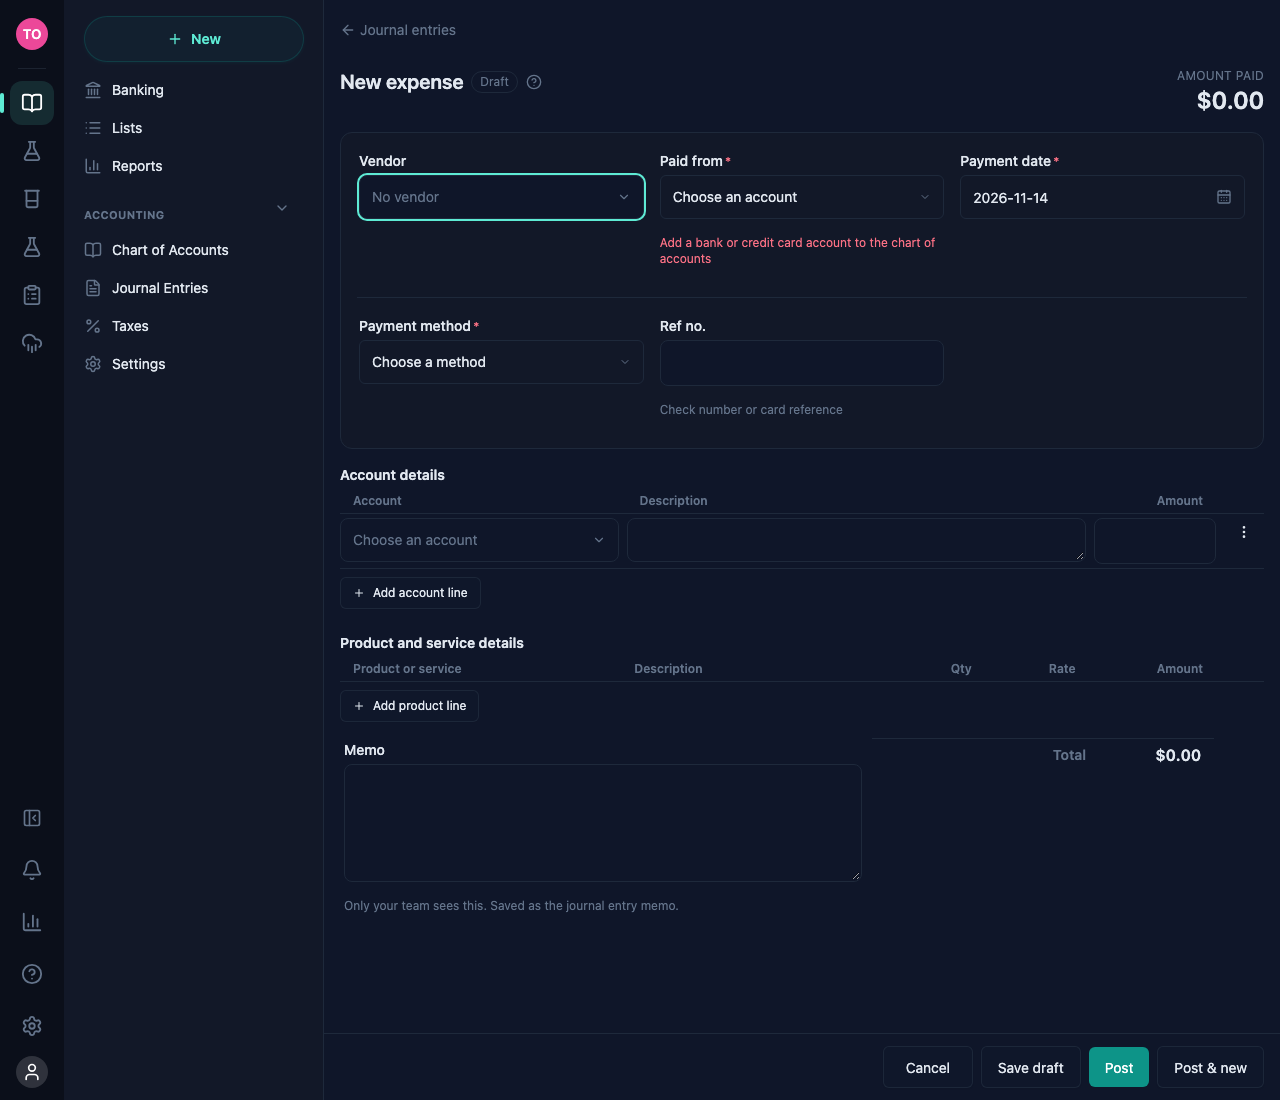 TO
New
Banking
Lists
Reports
ACCOUNTING
Chart of Accounts
Journal Entries
Taxes
Settings
Journal entries
New expense
Draft
AMOUNT PAID
$0.00
Vendor
No vendor
Paid from *
Choose an account
Add a bank or credit card account to the chart of
accounts
Payment date *
2026-11-14
Payment method *
Choose a method
Ref no.
Check number or card reference
Account details
Account Description Amount
Choose an account
Add account line
Product and service details
Product or service Description Qty Rate Amount
Add product line
Memo
Total $0.00
Only your team sees this. Saved as the journal entry memo.
Cancel
Save draft
Post
Post & new